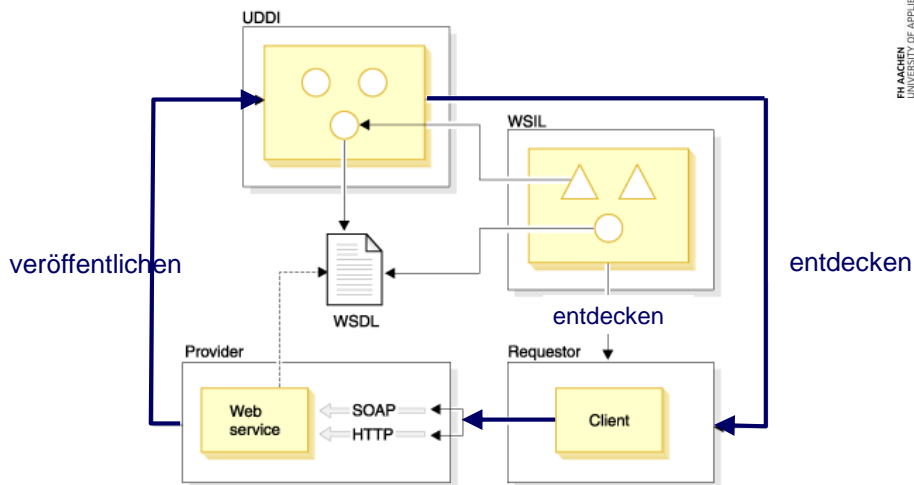 UDDI
FH AACHEN
WSIL
veröffentlichen
entdecken
WSDL
entdecken
Provider
Requestor
Web
service
SOAP
HTTP
Client